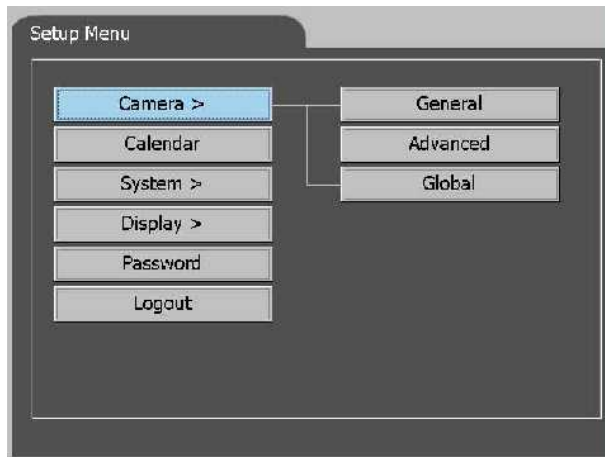 Setup Menu
Camera >
General
Calendar
Advanced
System >
Global
Display >
Password
Logout